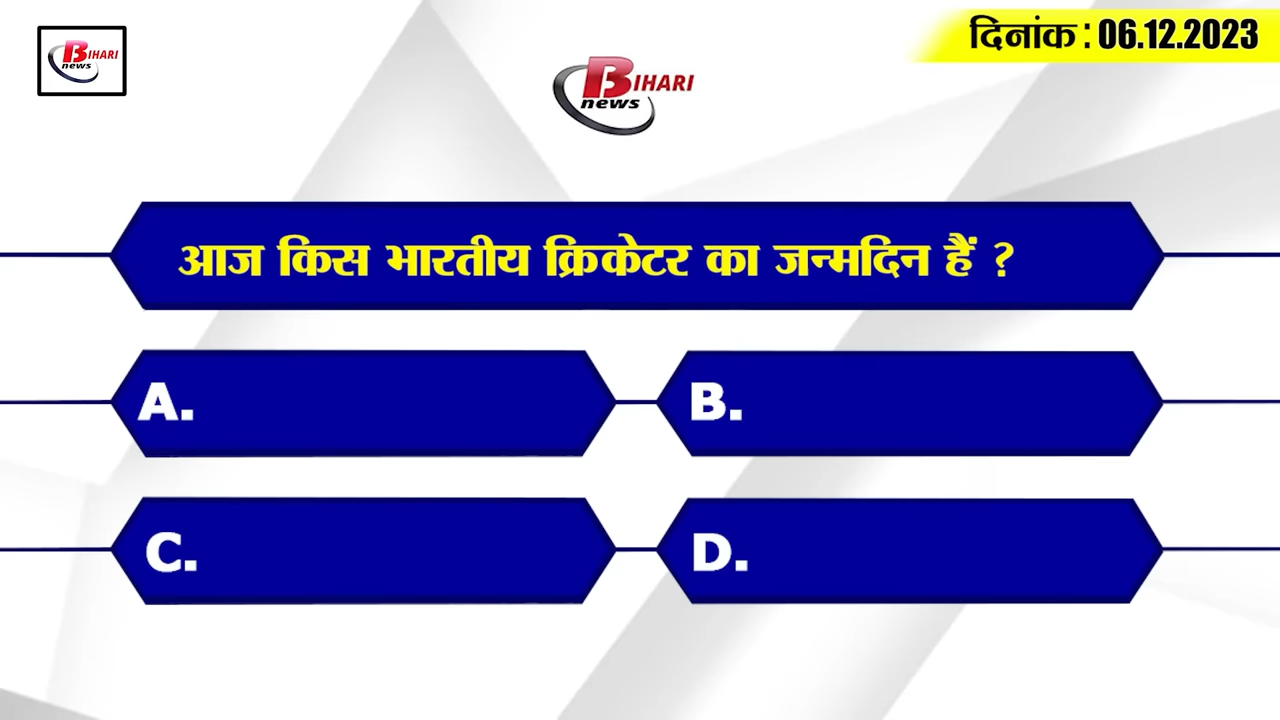 BIHARI
news
दिनांक : 06.12.2023
BIHARI
news
आज किस भारतीय क्रिकेटर का जन्मदिन हैं ?
A.
B.
C.
D.